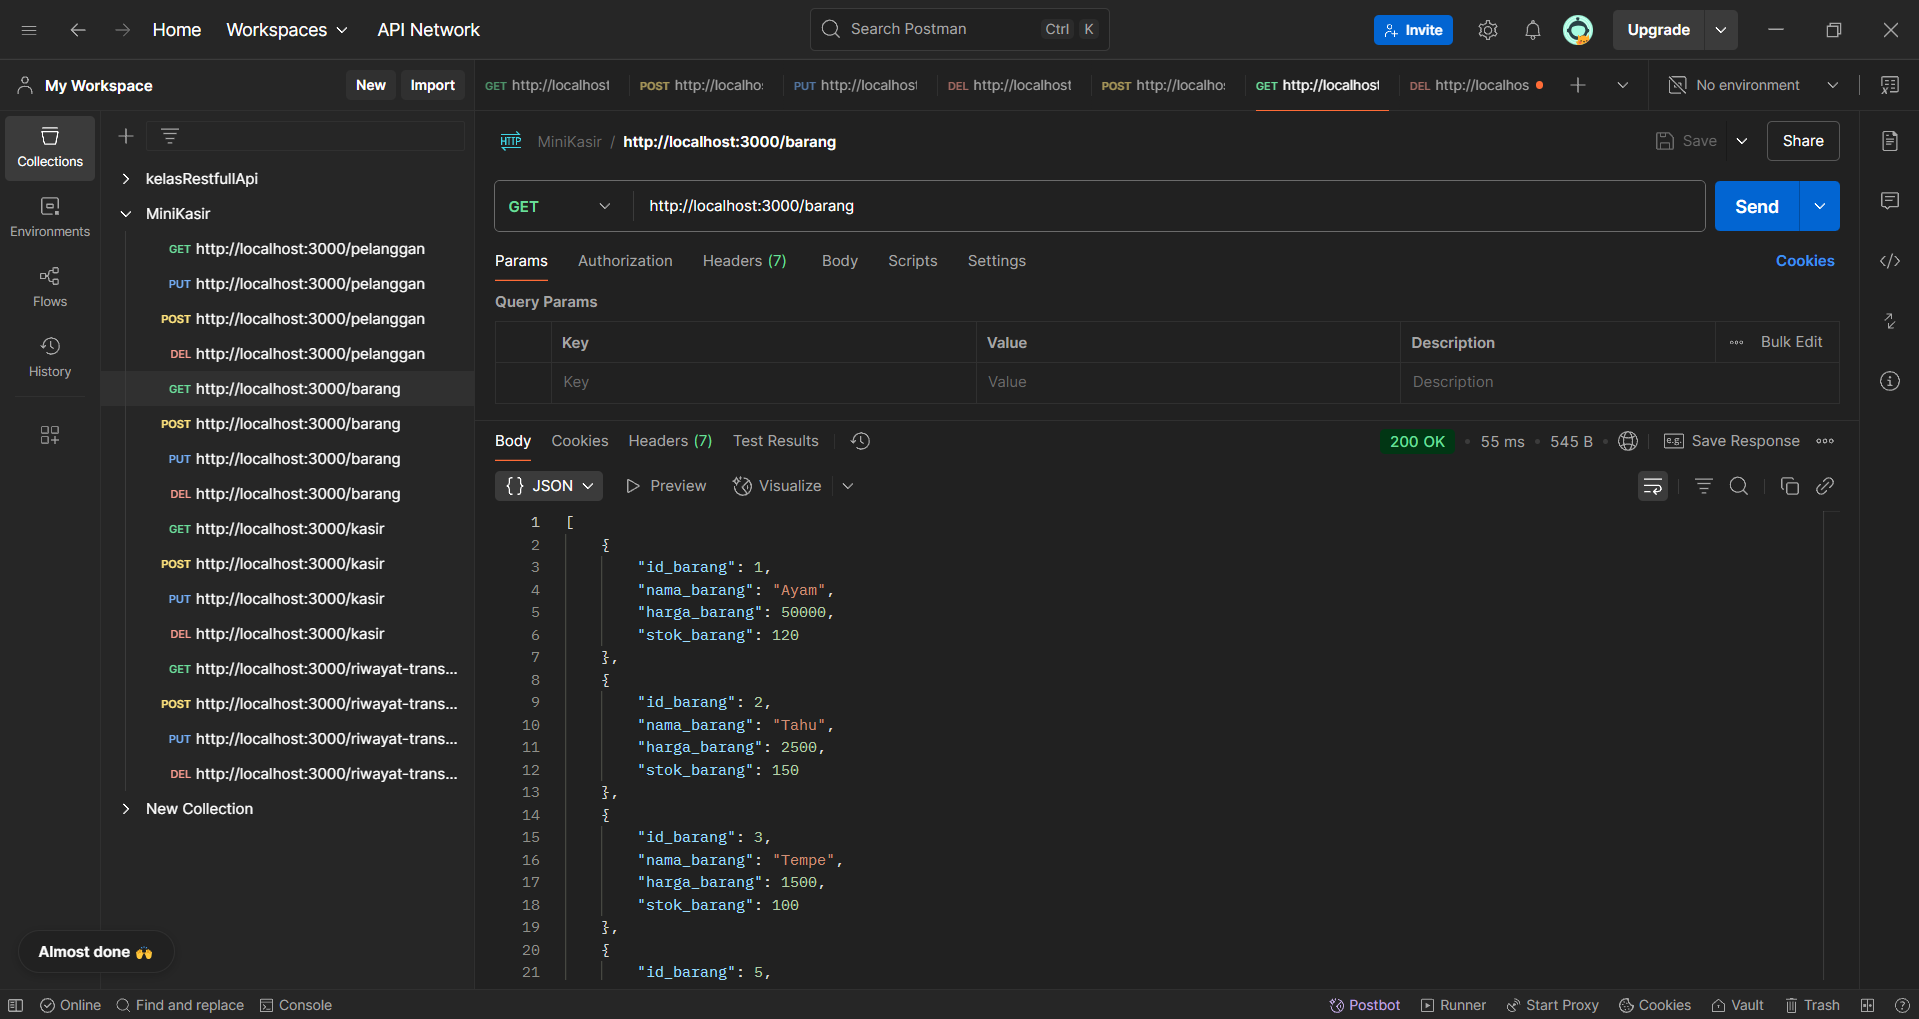 Home Workspaces API Network Search Postman Ctrl K Invite Upgrade
My Workspace New Import GET http://localhost POST http://localho: PUT http://localhost DEL http://localhost POST http://localho: GET http://localhost DEL http://localhos No environment
Collections
Environments
Flows
History
kelasRestfullApi
MiniKasir
GET http://localhost:3000/pelanggan
PUT http://localhost:3000/pelanggan
POST http://localhost:3000/pelanggan
DEL http://localhost:3000/pelanggan
GET http://localhost:3000/barang
POST http://localhost:3000/barang
PUT http://localhost:3000/barang
DEL http://localhost:3000/barang
GET http://localhost:3000/kasir
POST http://localhost:3000/kasir
PUT http://localhost:3000/kasir
DEL http://localhost:3000/kasir
GET http://localhost:3000/riwayat-trans...
POST http://localhost:3000/riwayat-trans...
PUT http://localhost:3000/riwayat-trans...
DEL http://localhost:3000/riwayat-trans...
New Collection
Almost done 🙌
HTTP MiniKasir / http://localhost:3000/barang Save Share
GET http://localhost:3000/barang Send
Params Authorization Headers (7) Body Scripts Settings Cookies
Query Params
Key Value Description Bulk Edit
Key Value Description
Body Cookies Headers (7) Test Results 200 OK 55 ms 545 B e.g. Save Response
{} JSON Preview Visualize
1 [
2 {
3 "id_barang": 1,
4 "nama_barang": "Ayam",
5 "harga_barang": 50000,
6 "stok_barang": 120
7 },
8 {
9 "id_barang": 2,
10 "nama_barang": "Tahu",
11 "harga_barang": 2500,
12 "stok_barang": 150
13 },
14 {
15 "id_barang": 3,
16 "nama_barang": "Tempe",
17 "harga_barang": 1500,
18 "stok_barang": 100
19 },
20 {
21 "id_barang": 5,
Online Find and replace Console Postbot Runner Start Proxy Cookies Vault Trash